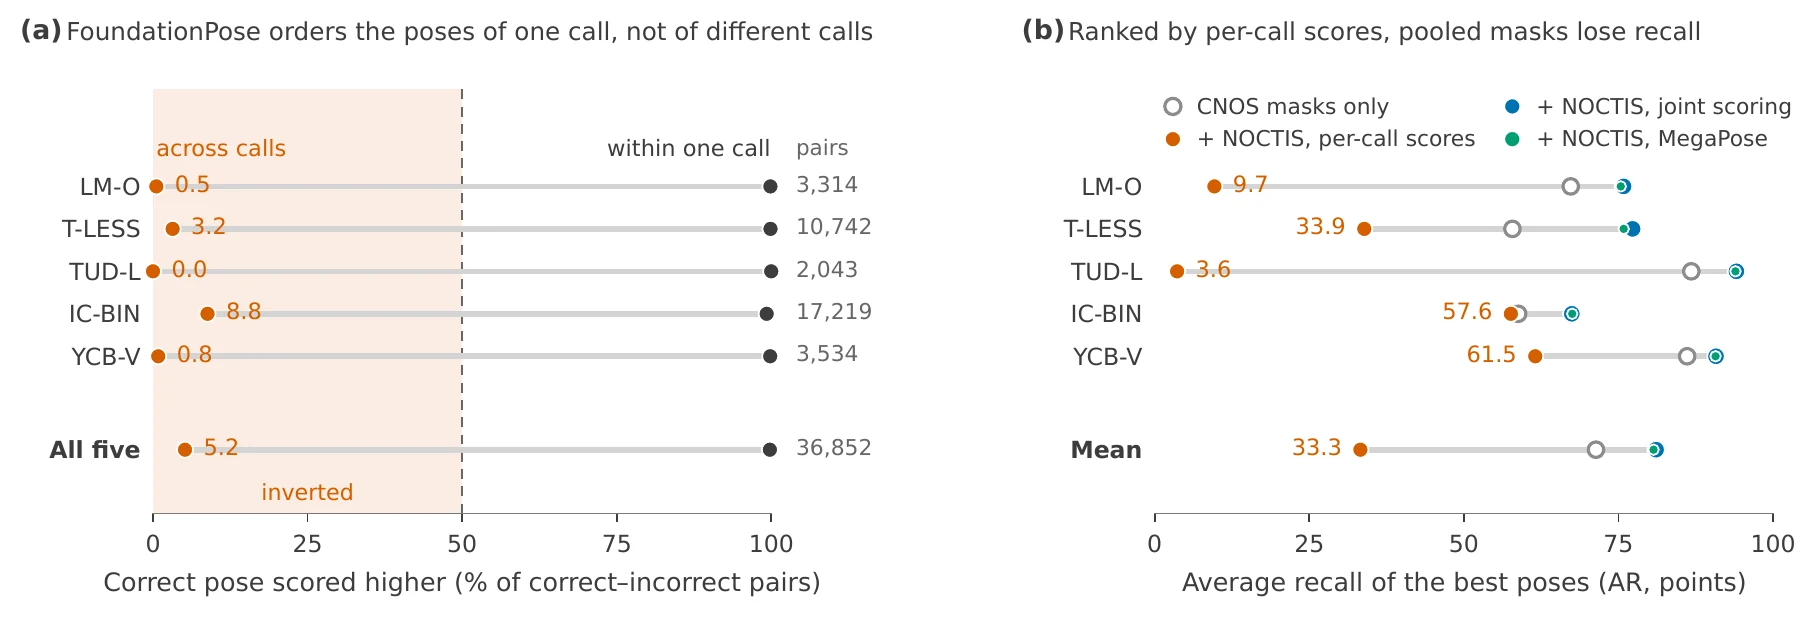 (a) FoundationPose orders the poses of one call, not of different calls
across calls within one call pairs
LM-O 0.5 3,314
T-LESS 3.2 10,742
TUD-L 0.0 2,043
IC-BIN 8.8 17,219
YCB-V 0.8 3,534
All five 5.2 36,852
inverted
0 25 50 75 100
Correct pose scored higher (% of correct–incorrect pairs)
(b) Ranked by per-call scores, pooled masks lose recall
CNOS masks only + NOCTIS, joint scoring
+ NOCTIS, per-call scores + NOCTIS, MegaPose
LM-O 9.7
T-LESS 33.9
TUD-L 3.6
IC-BIN 57.6
YCB-V 61.5
Mean 33.3
0 25 50 75 100
Average recall of the best poses (AR, points)